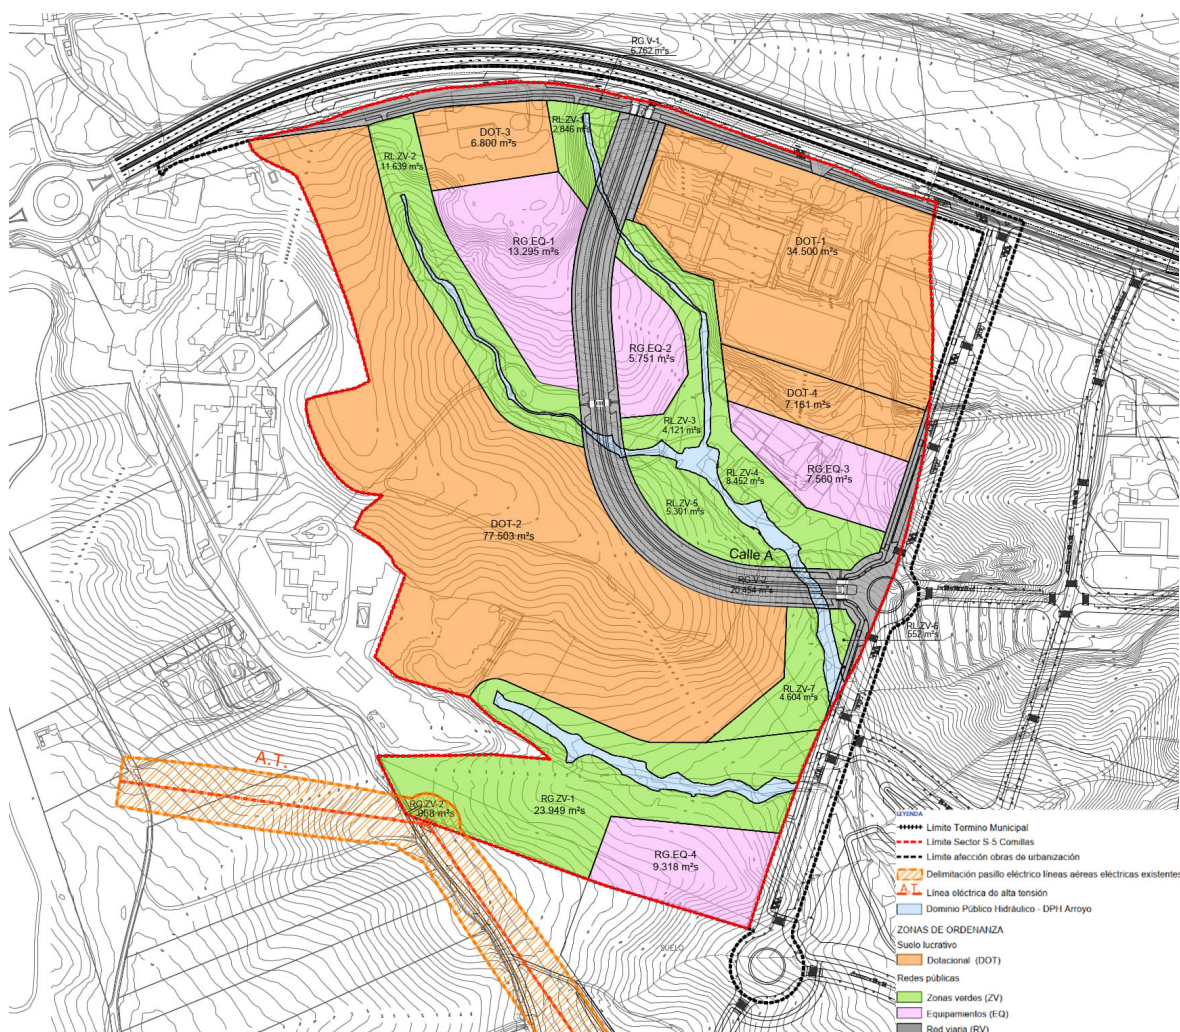 RG.V-1
6.762 m²s
RL.ZV-1
2.846 m²s
DOT-3
6.800 m²s
RL.ZV-2
11.639 m²s
RG.EQ-1
13.295 m²s
DOT-1
34.500 m²s
RG.EQ-2
5.751 m²s
DOT-4
7.161 m²s
RL.ZV-3
4.121 m²s
RG.EQ-3
7.560 m²s
RL.ZV-4
8.462 m²s
RL.ZV-5
5.301 m²s
DOT-2
77.503 m²s
Calle A
RG.V-2
20.454 m²s
RL.ZV-6
552 m²s
RL.ZV-7
4.604 m²s
A.T.
RG.ZV-2
RG.ZV-1
23.949 m²s
RG.EQ-4
9.318 m²s
SUELO
LEYENDA
Límite Termino Municipal
Límite Sector S-5 Comillas
Límite afección obras de urbanización
Delimitación pasillo eléctrico líneas aéreas eléctricas existentes
A.T. Línea eléctrica de alta tensión
Dominio Público Hidráulico - DPH Arroyo
ZONAS DE ORDENANZA
Suelo lucrativo
Dotacional (DOT)
Redes públicas
Zonas verdes (ZV)
Equipamientos (EQ)
Red viaria (RV)